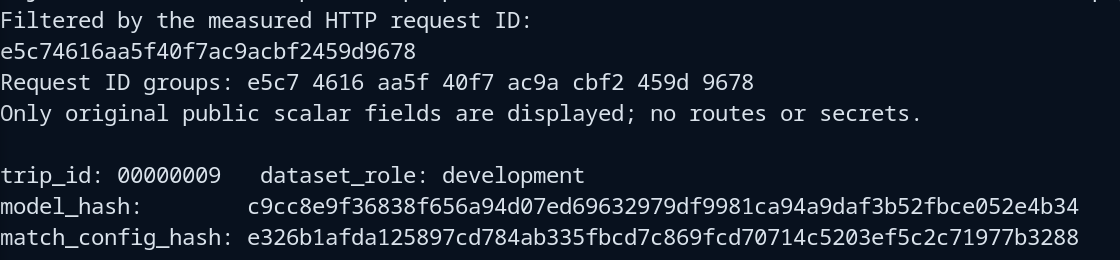 Filtered by the measured HTTP request ID:
e5c74616aa5f40f7ac9acbf2459d9678
Request ID groups: e5c7 4616 aa5f 40f7 ac9a cbf2 459d 9678
Only original public scalar fields are displayed; no routes or secrets.
trip_id: 00000009   dataset_role: development
model_hash:        c9cc8e9f36838f656a94d07ed69632979df9981ca94a9daf3b52fbce052e4b34
match_config_hash: e326b1afda125897cd784ab335fbcd7c869fcd70714c5203ef5c2c71977b3288